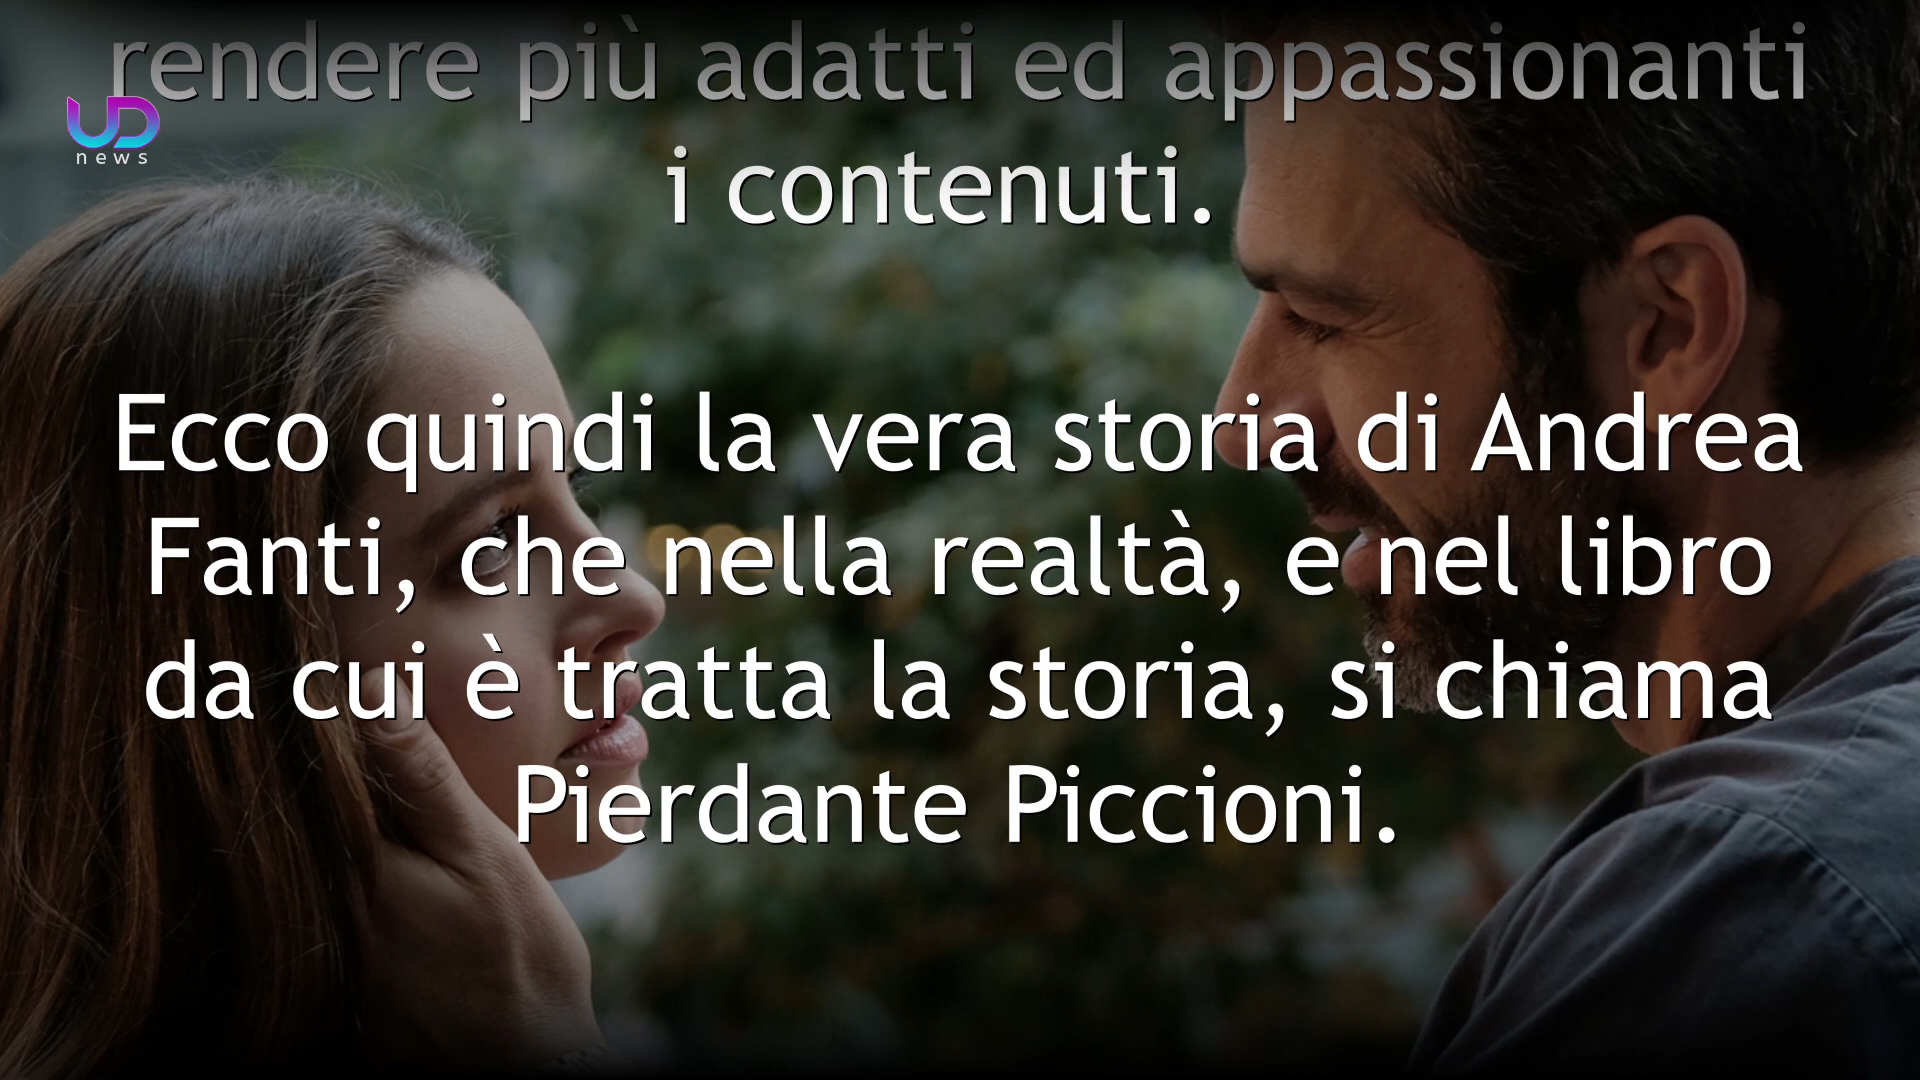 rendere più adatti ed appassionanti
UD
news
i contenuti.
Ecco quindi la vera storia di Andrea
Fanti, che nella realtà, e nel libro
da cui è tratta la storia, si chiama
Pierdante Piccioni.